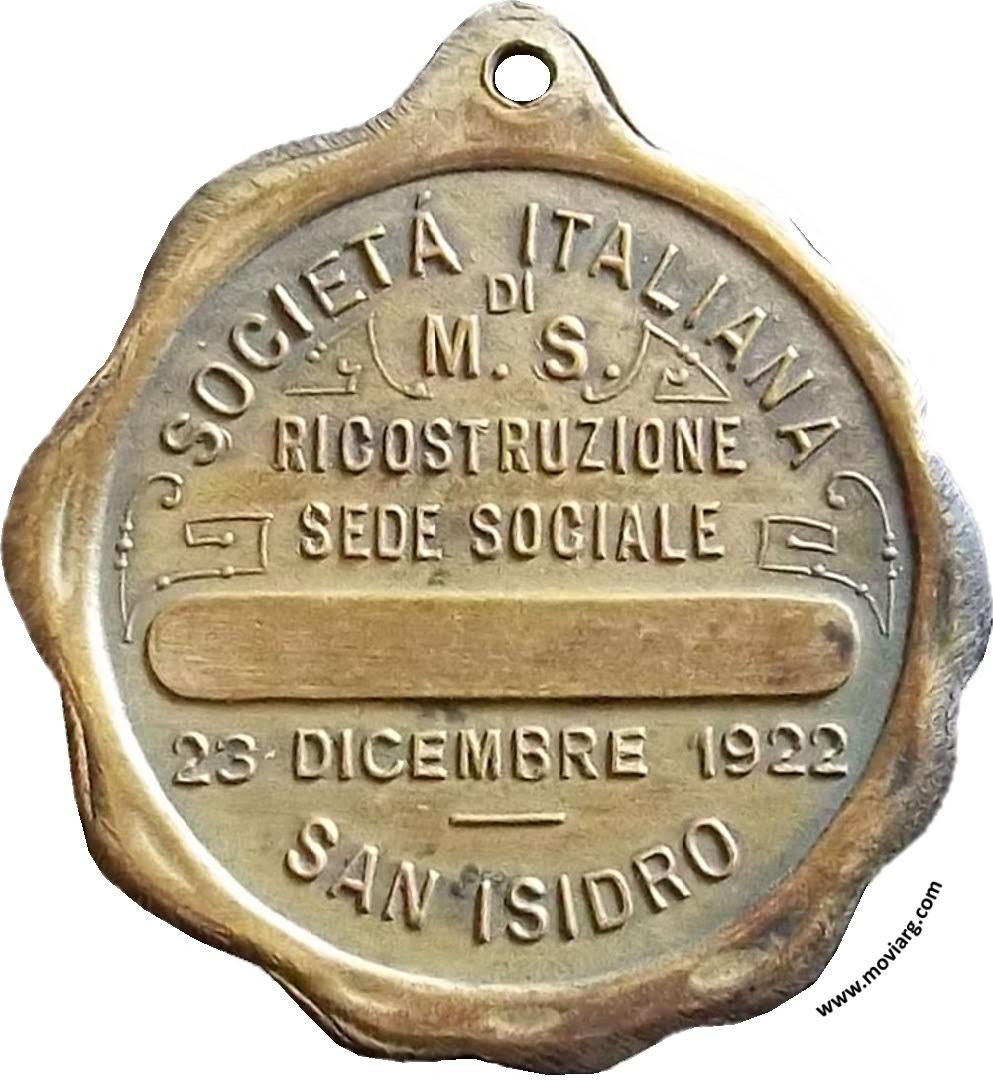 SOCIETÁ ITALIANA
DI
M. S.
RICOSTRUZIONE
SEDE SOCIALE
23 DICEMBRE 1922
SAN ISIDRO
www.moviarg.com